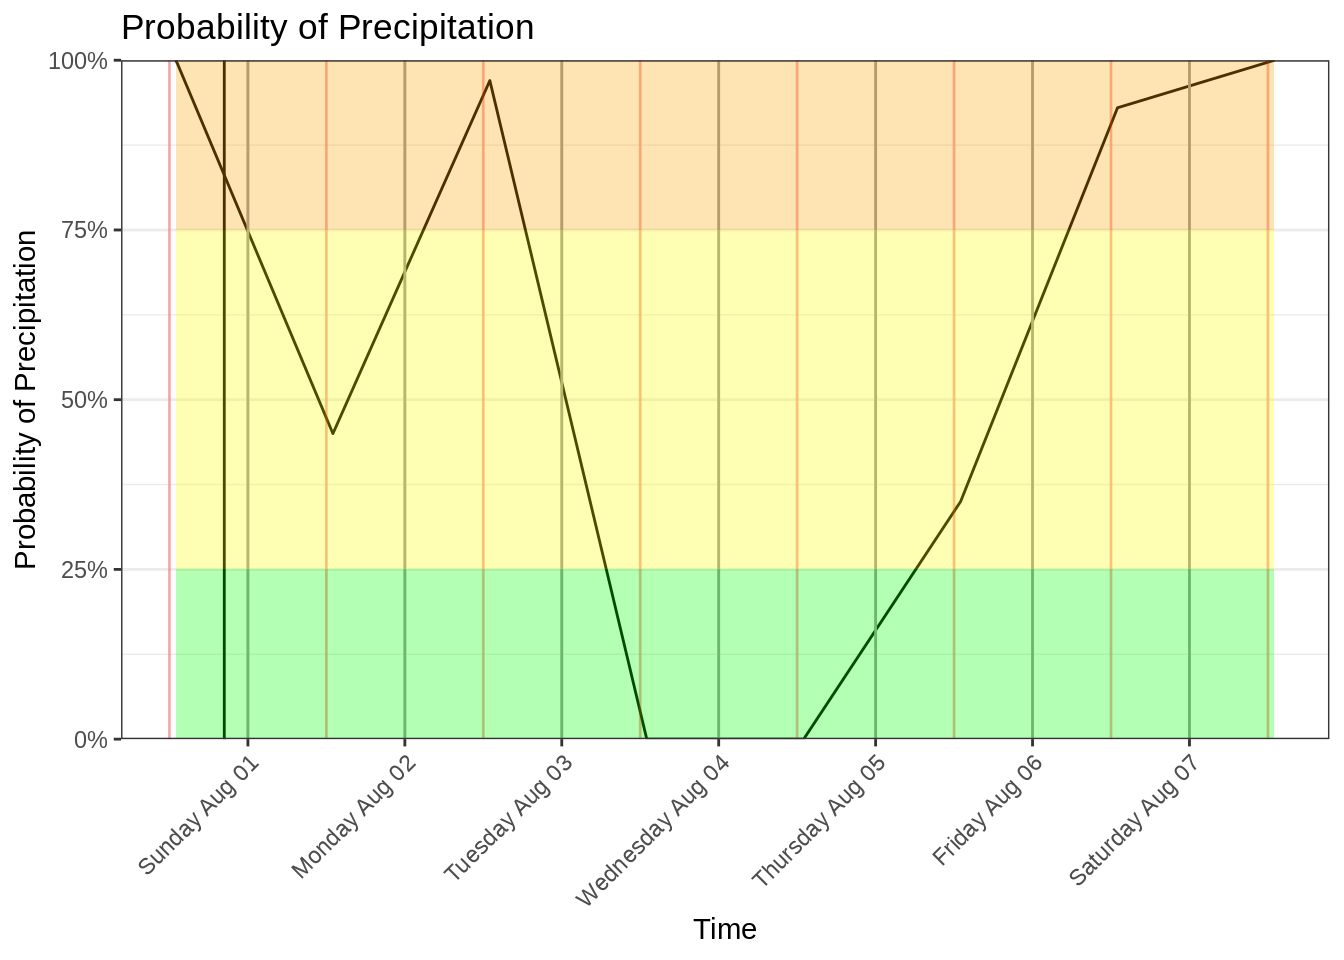 Probability of Precipitation
Probability of Precipitation
100%
75%
50%
25%
0%
Sunday Aug 01
Monday Aug 02
Tuesday Aug 03
Wednesday Aug 04
Thursday Aug 05
Friday Aug 06
Saturday Aug 07
Time